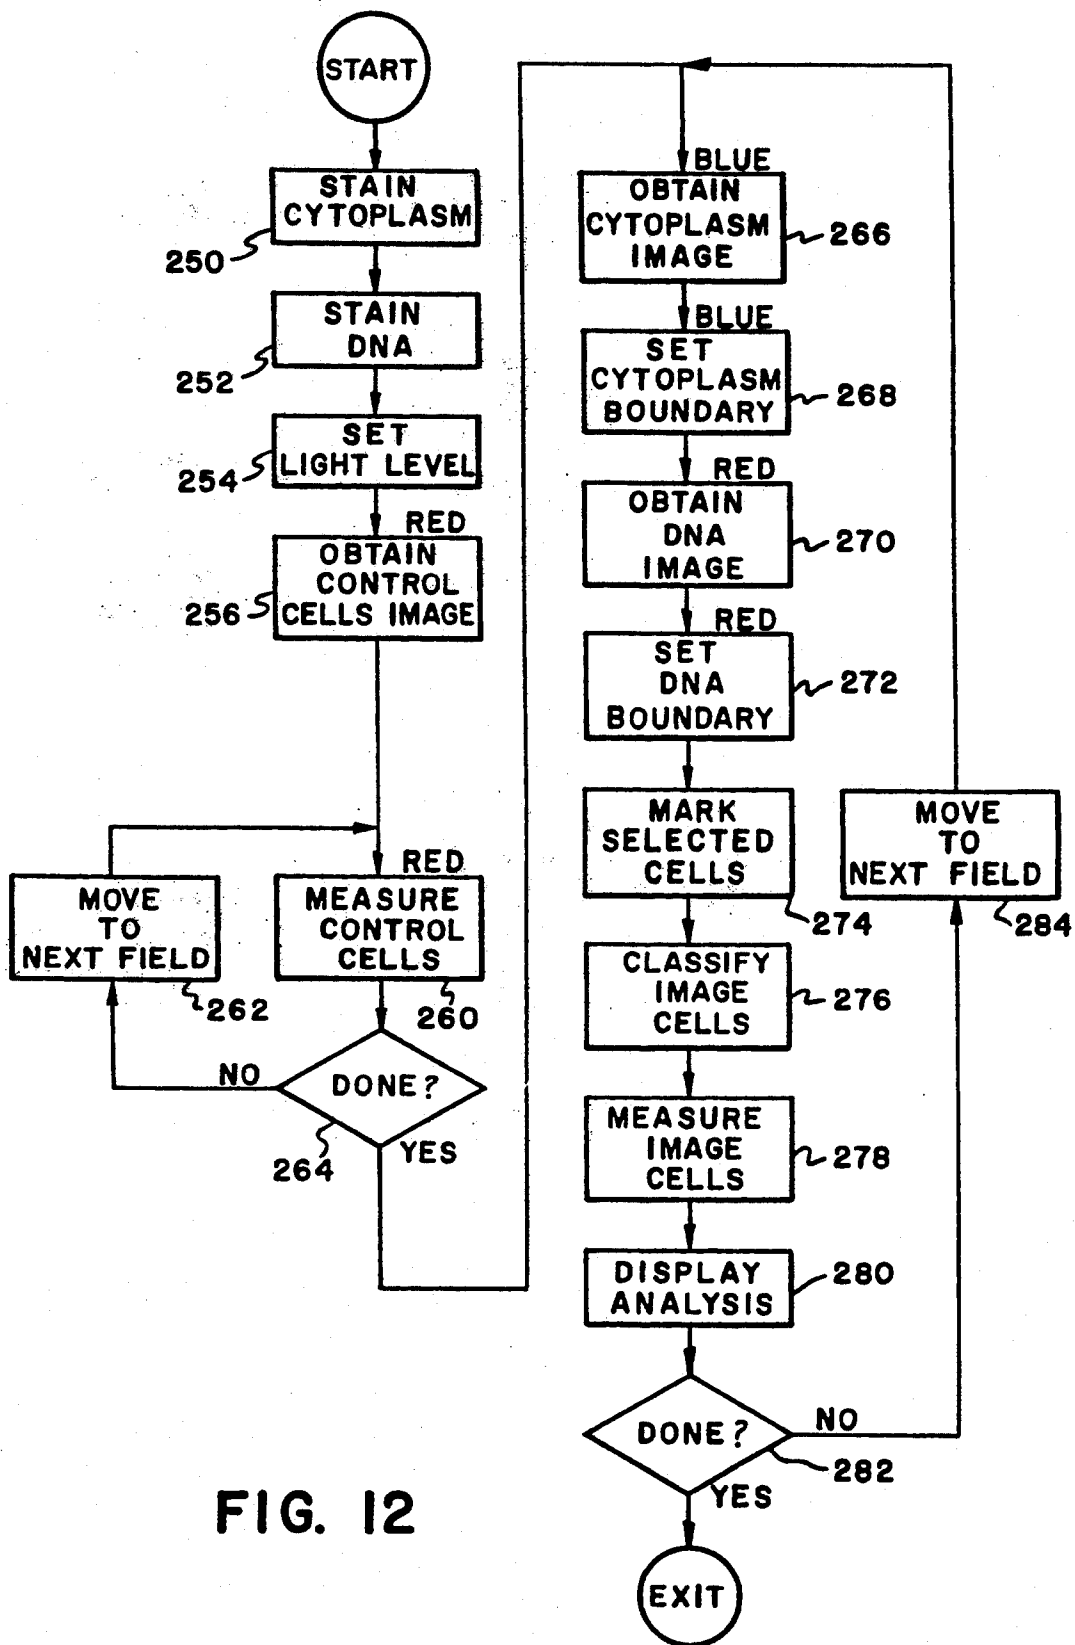 START
STAIN
CYTOPLASM
250
STAIN
DNA
252
SET
LIGHT LEVEL
254
RED
OBTAIN
CONTROL
CELLS IMAGE
256
RED
MEASURE
CONTROL
CELLS
260
MOVE
TO
NEXT FIELD
262
NO
DONE?
264
YES
BLUE
OBTAIN
CYTOPLASM
IMAGE
266
BLUE
SET
CYTOPLASM
BOUNDARY
268
RED
OBTAIN
DNA
IMAGE
270
RED
SET
DNA
BOUNDARY
272
MARK
SELECTED
CELLS
274
CLASSIFY
IMAGE
CELLS
276
MEASURE
IMAGE
CELLS
278
DISPLAY
ANALYSIS
280
DONE?
NO
282
YES
MOVE
TO
NEXT FIELD
284
EXIT
FIG. 12